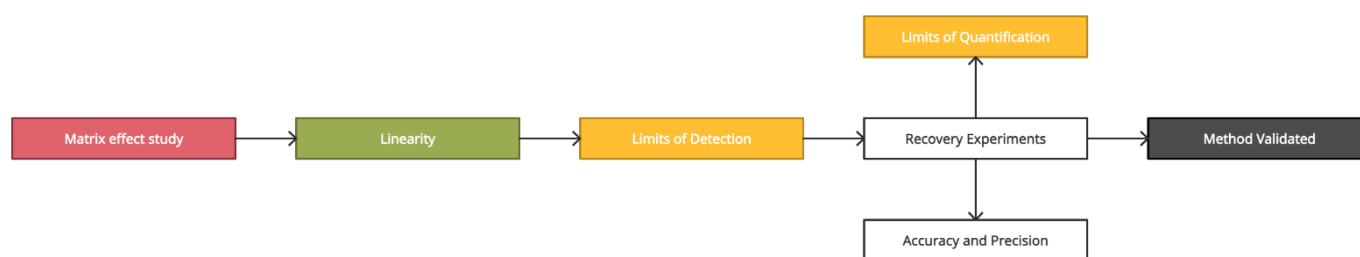 Limits of Quantification
Matrix effect study
Linearity
Limits of Detection
Recovery Experiments
Method Validated
Accuracy and Precision